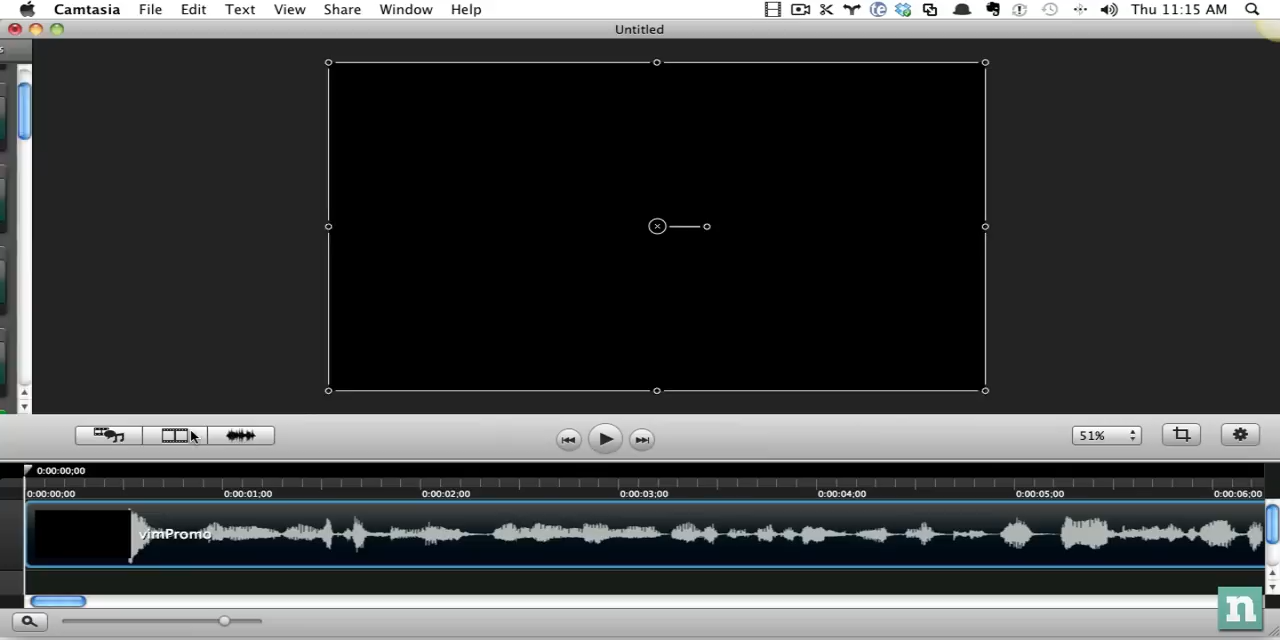 Camtasia File Edit Text View Share Window Help Thu 11:15 AM
Untitled
51%
0:00:00;00
0:00:00;00 0:00:01;00 0:00:02;00 0:00:03;00 0:00:04;00 0:00:05;00 0:00:06;00
vimPromo
n